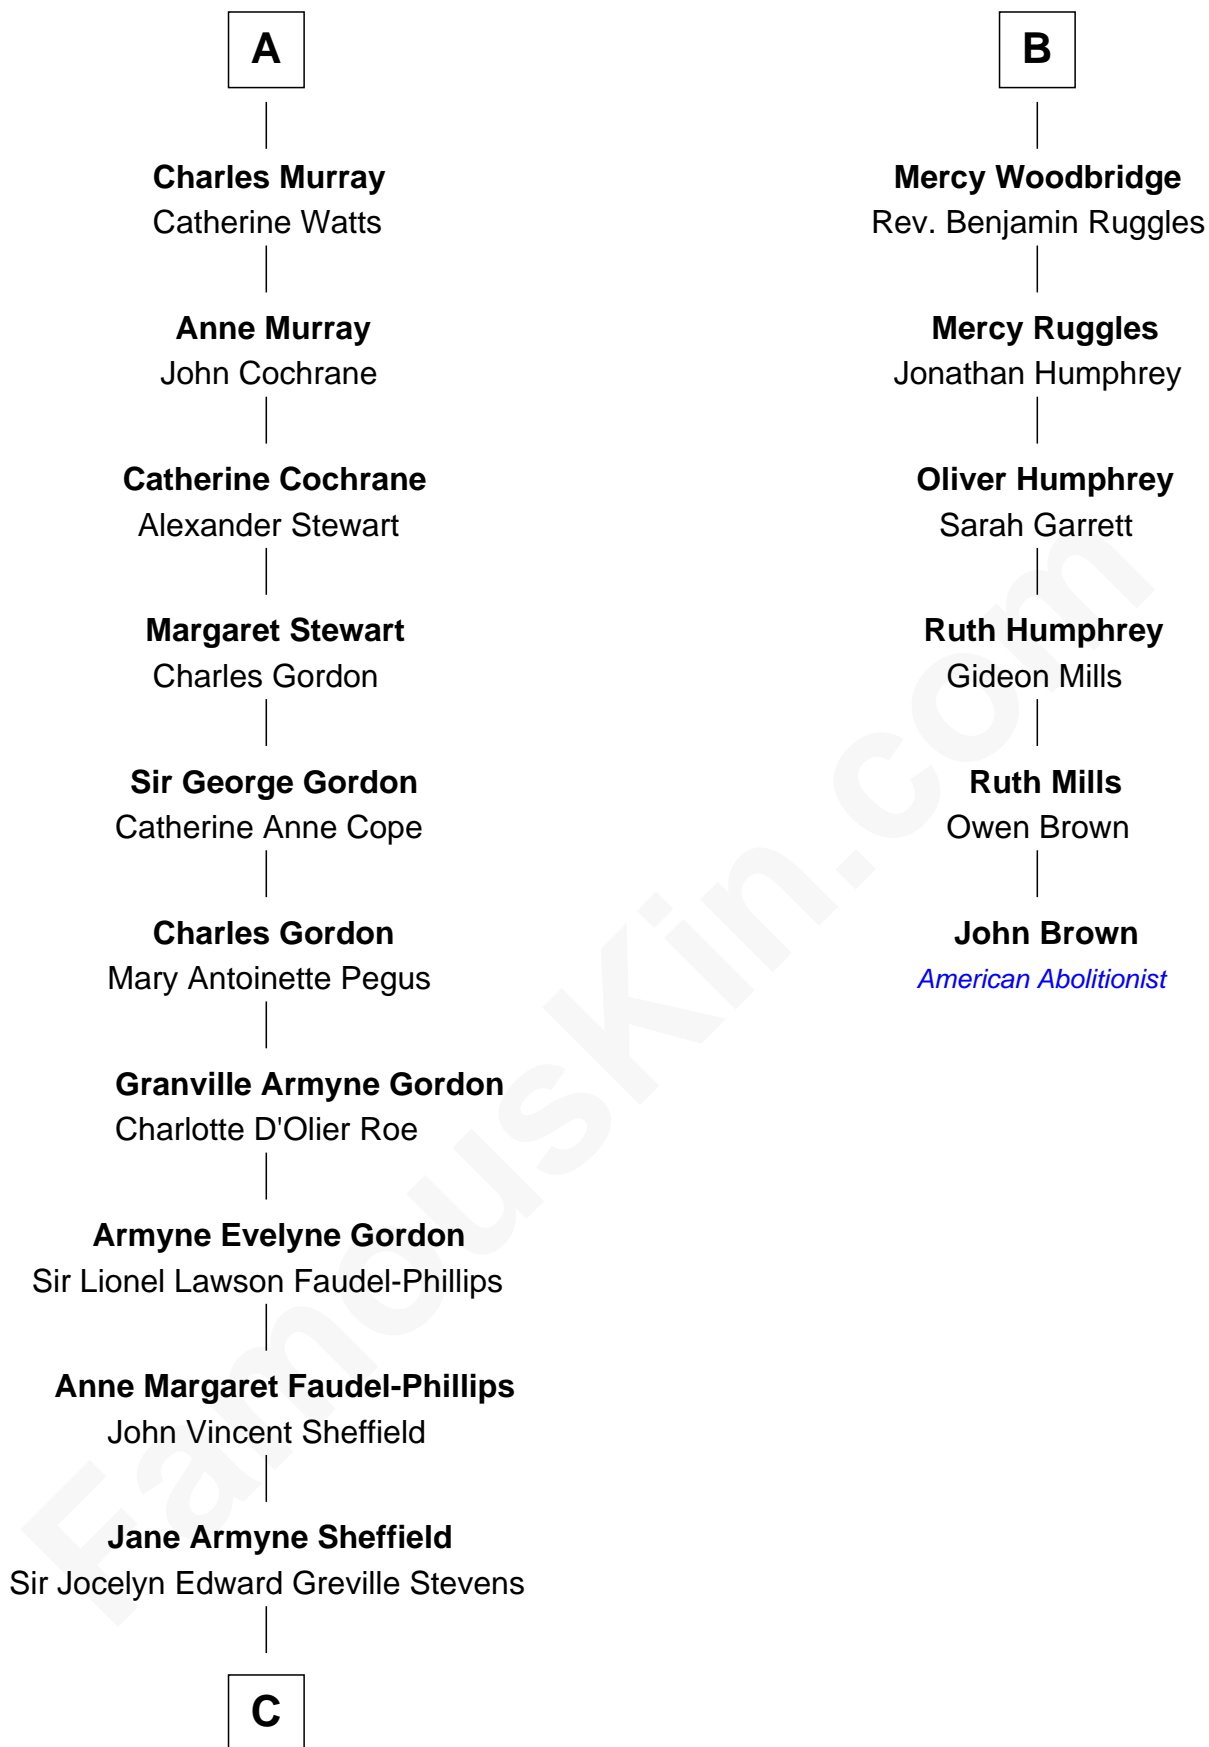 A
Charles Murray
Catherine Watts
Anne Murray
John Cochrane
Catherine Cochrane
Alexander Stewart
Margaret Stewart
Charles Gordon
Sir George Gordon
Catherine Anne Cope
Charles Gordon
Mary Antoinette Pegus
Granville Armyne Gordon
Charlotte D'Olier Roe
Armyne Evelyne Gordon
Sir Lionel Lawson Faudel-Phillips
Anne Margaret Faudel-Phillips
John Vincent Sheffield
Jane Armyne Sheffield
Sir Jocelyn Edward Greville Stevens
C
B
Mercy Woodbridge
Rev. Benjamin Ruggles
Mercy Ruggles
Jonathan Humphrey
Oliver Humphrey
Sarah Garrett
Ruth Humphrey
Gideon Mills
Ruth Mills
Owen Brown
John Brown
American Abolitionist
FamousKin.com